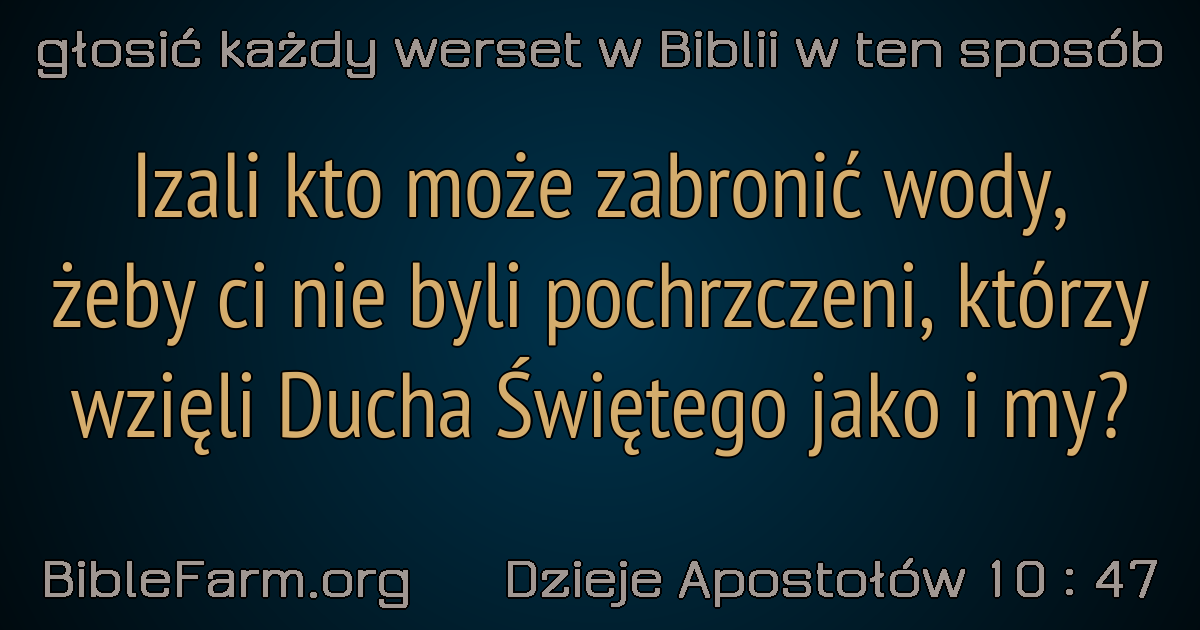 głosić każdy werset w Biblii w ten sposób
Izali kto może zabronić wody,
żeby ci nie byli pochrzczeni, którzy
wzięli Ducha Świętego jako i my?
BibleFarm.org
Dzieje Apostołów 10 : 47